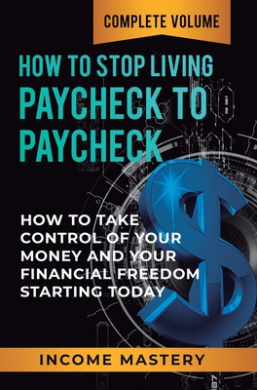 COMPLETE VOLUME
HOW TO STOP LIVING
PAYCHECK TO
PAYCHECK
HOW TO TAKE
CONTROL OF YOUR
MONEY AND YOUR
FINANCIAL FREEDOM
STARTING TODAY
INCOME MASTERY